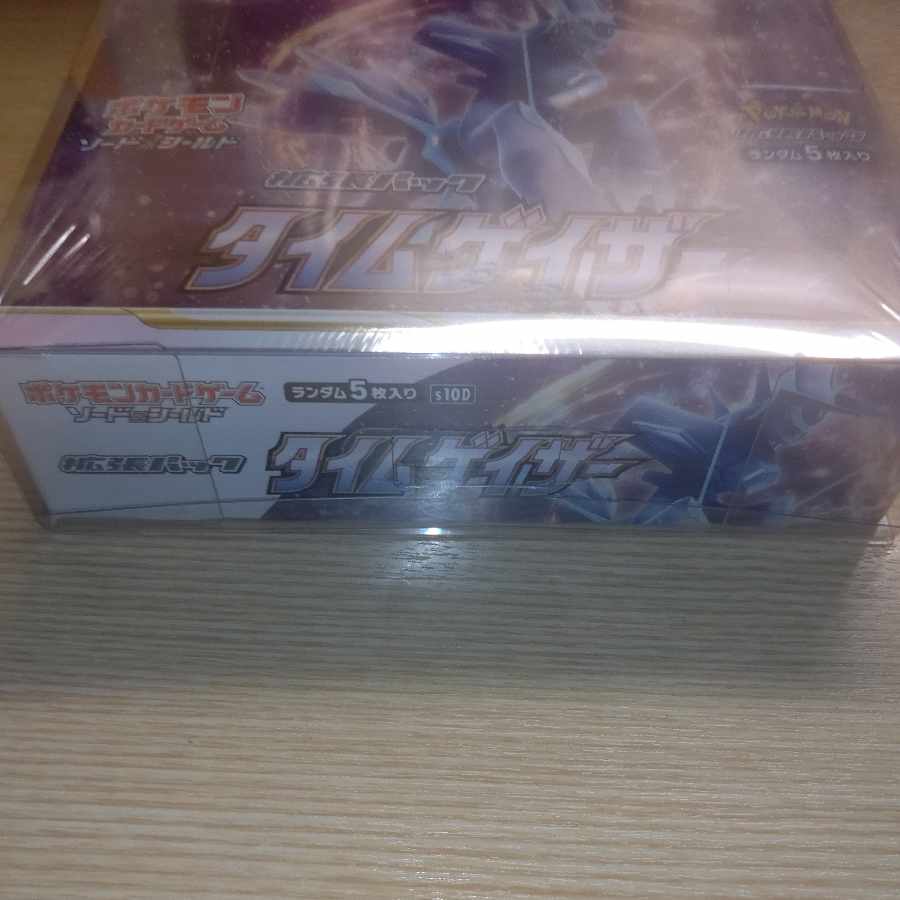 ポケモン
カードゲーム
ソード&シールド
POKéMON
ランダム5枚入り
拡張パック
タイムゲイザー
ポケモンカードゲーム
ソード&シールド
ランダム5枚入り
s10D
拡張パック
タイムゲイザー